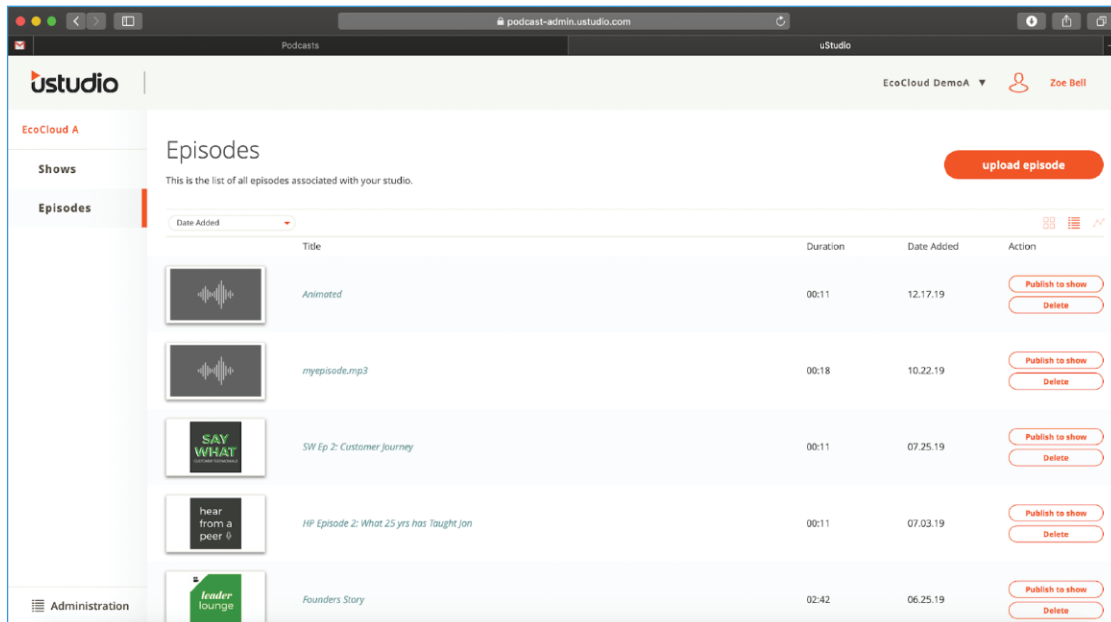 podcast-admin.ustudio.com
Podcasts
uStudio
ustudio
EcoCloud DemoA
Zoe Bell
EcoCloud A
Shows
Episodes
Episodes
This is the list of all episodes associated with your studio.
upload episode
Date Added
Title Duration Date Added Action
Animated 00:11 12.17.19 Publish to show
Delete
myepisode.mp3 00:18 10.22.19 Publish to show
Delete
SAY
WHAT
CUSTOMER TESTIMONIALS
SW Ep 2: Customer Journey 00:11 07.25.19 Publish to show
Delete
hear
from a
peer
HP Episode 2: What 25 yrs has Taught Jon 00:11 07.03.19 Publish to show
Delete
leader
lounge
Founders Story 02:42 06.25.19 Publish to show
Delete
Administration